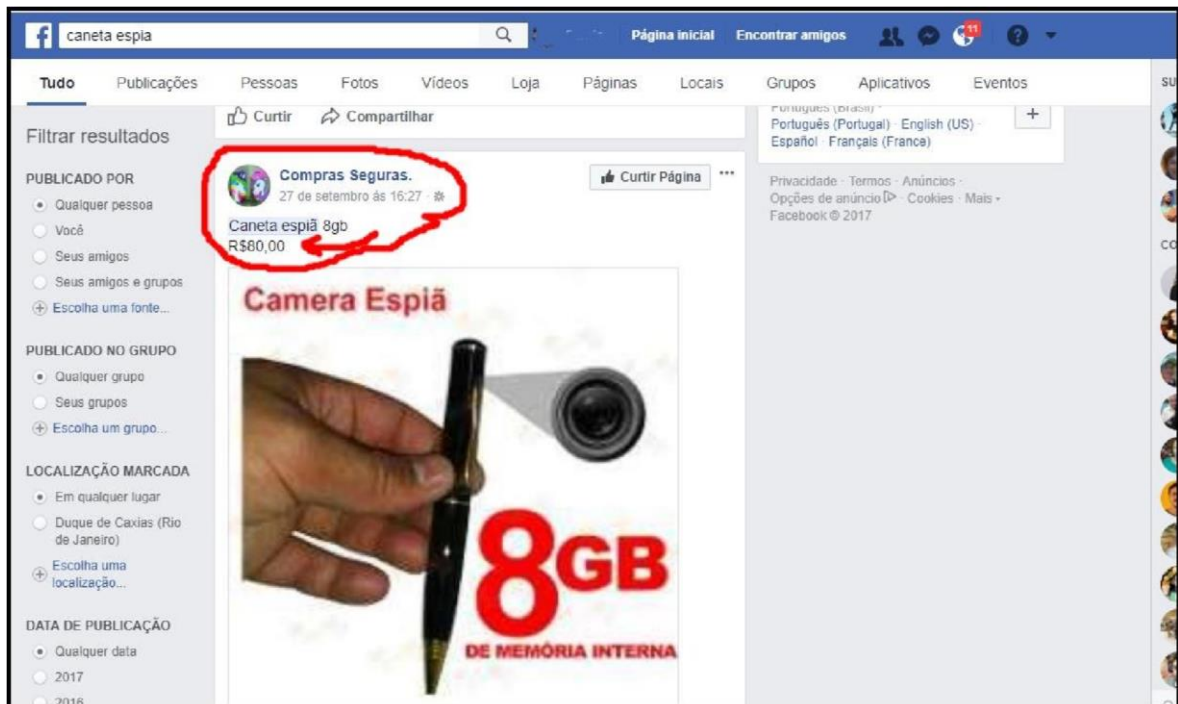 caneta espia
Página inicial
Encontrar amigos
11
Tudo
Publicações
Pessoas
Fotos
Vídeos
Loja
Páginas
Locais
Grupos
Aplicativos
Eventos
Filtrar resultados
PUBLICADO POR
Qualquer pessoa
Você
Seus amigos
Seus amigos e grupos
Escolha uma fonte...
PUBLICADO NO GRUPO
Qualquer grupo
Seus grupos
Escolha um grupo...
LOCALIZAÇÃO MARCADA
Em qualquer lugar
Duque de Caxias (Rio
de Janeiro)
Escolha uma
localização...
DATA DE PUBLICAÇÃO
Qualquer data
2017
2016
Curtir
Compartilhar
Compras Seguras.
27 de setembro às 16:27 ·
Curtir Página
Caneta espiã 8gb
R$80,00
Camera Espiã
8GB
DE MEMÓRIA INTERNA
Português (Brasil) ·
Português (Portugal) · English (US) ·
Español · Français (France)
Privacidade · Termos · Anúncios ·
Opções de anúncio · Cookies · Mais
Facebook © 2017
SU
CO